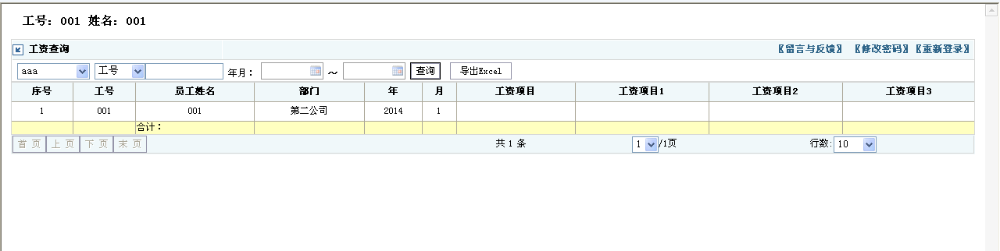 工号：001 姓名：001
工资查询 【留言与反馈】 【修改密码】【重新登录】
aaa 工号 年月： ～ 查询 导出Excel
序号 工号 员工姓名 部门 年 月 工资项目 工资项目1 工资项目2 工资项目3
1 001 001 第二公司 2014 1
合计：
首 页 上 页 下 页 末 页 共 1 条 1 /1页 行数: 10